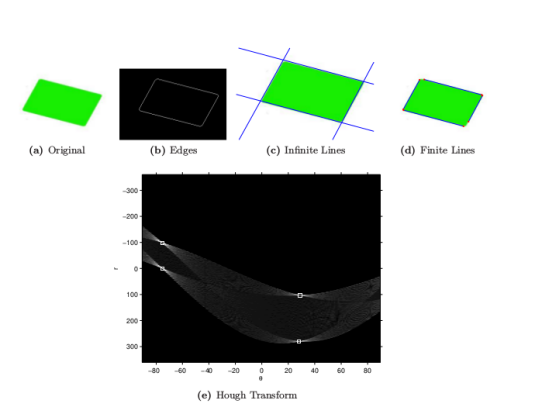 (a) Original
(b) Edges
(c) Infinite Lines
(d) Finite Lines
−300
−200
−100
0
100
200
300
r
−80 −60 −40 −20 0 20 40 60 80
θ
(e) Hough Transform